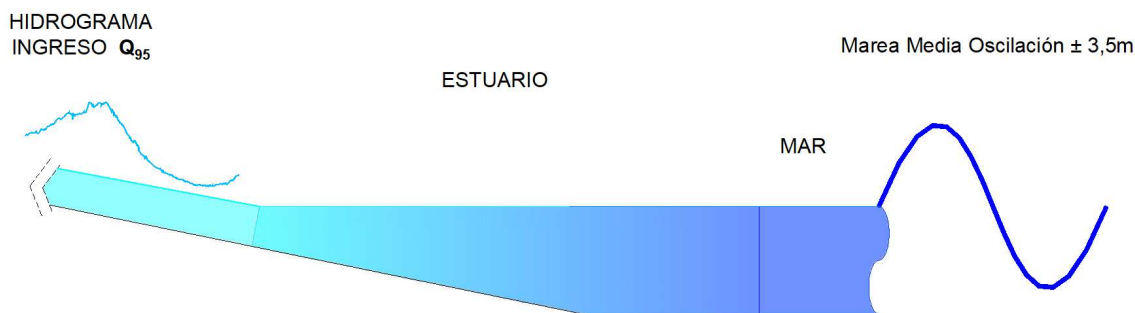 HIDROGRAMA
INGRESO Q95
Marea Media Oscilación ± 3,5m
ESTUARIO
MAR